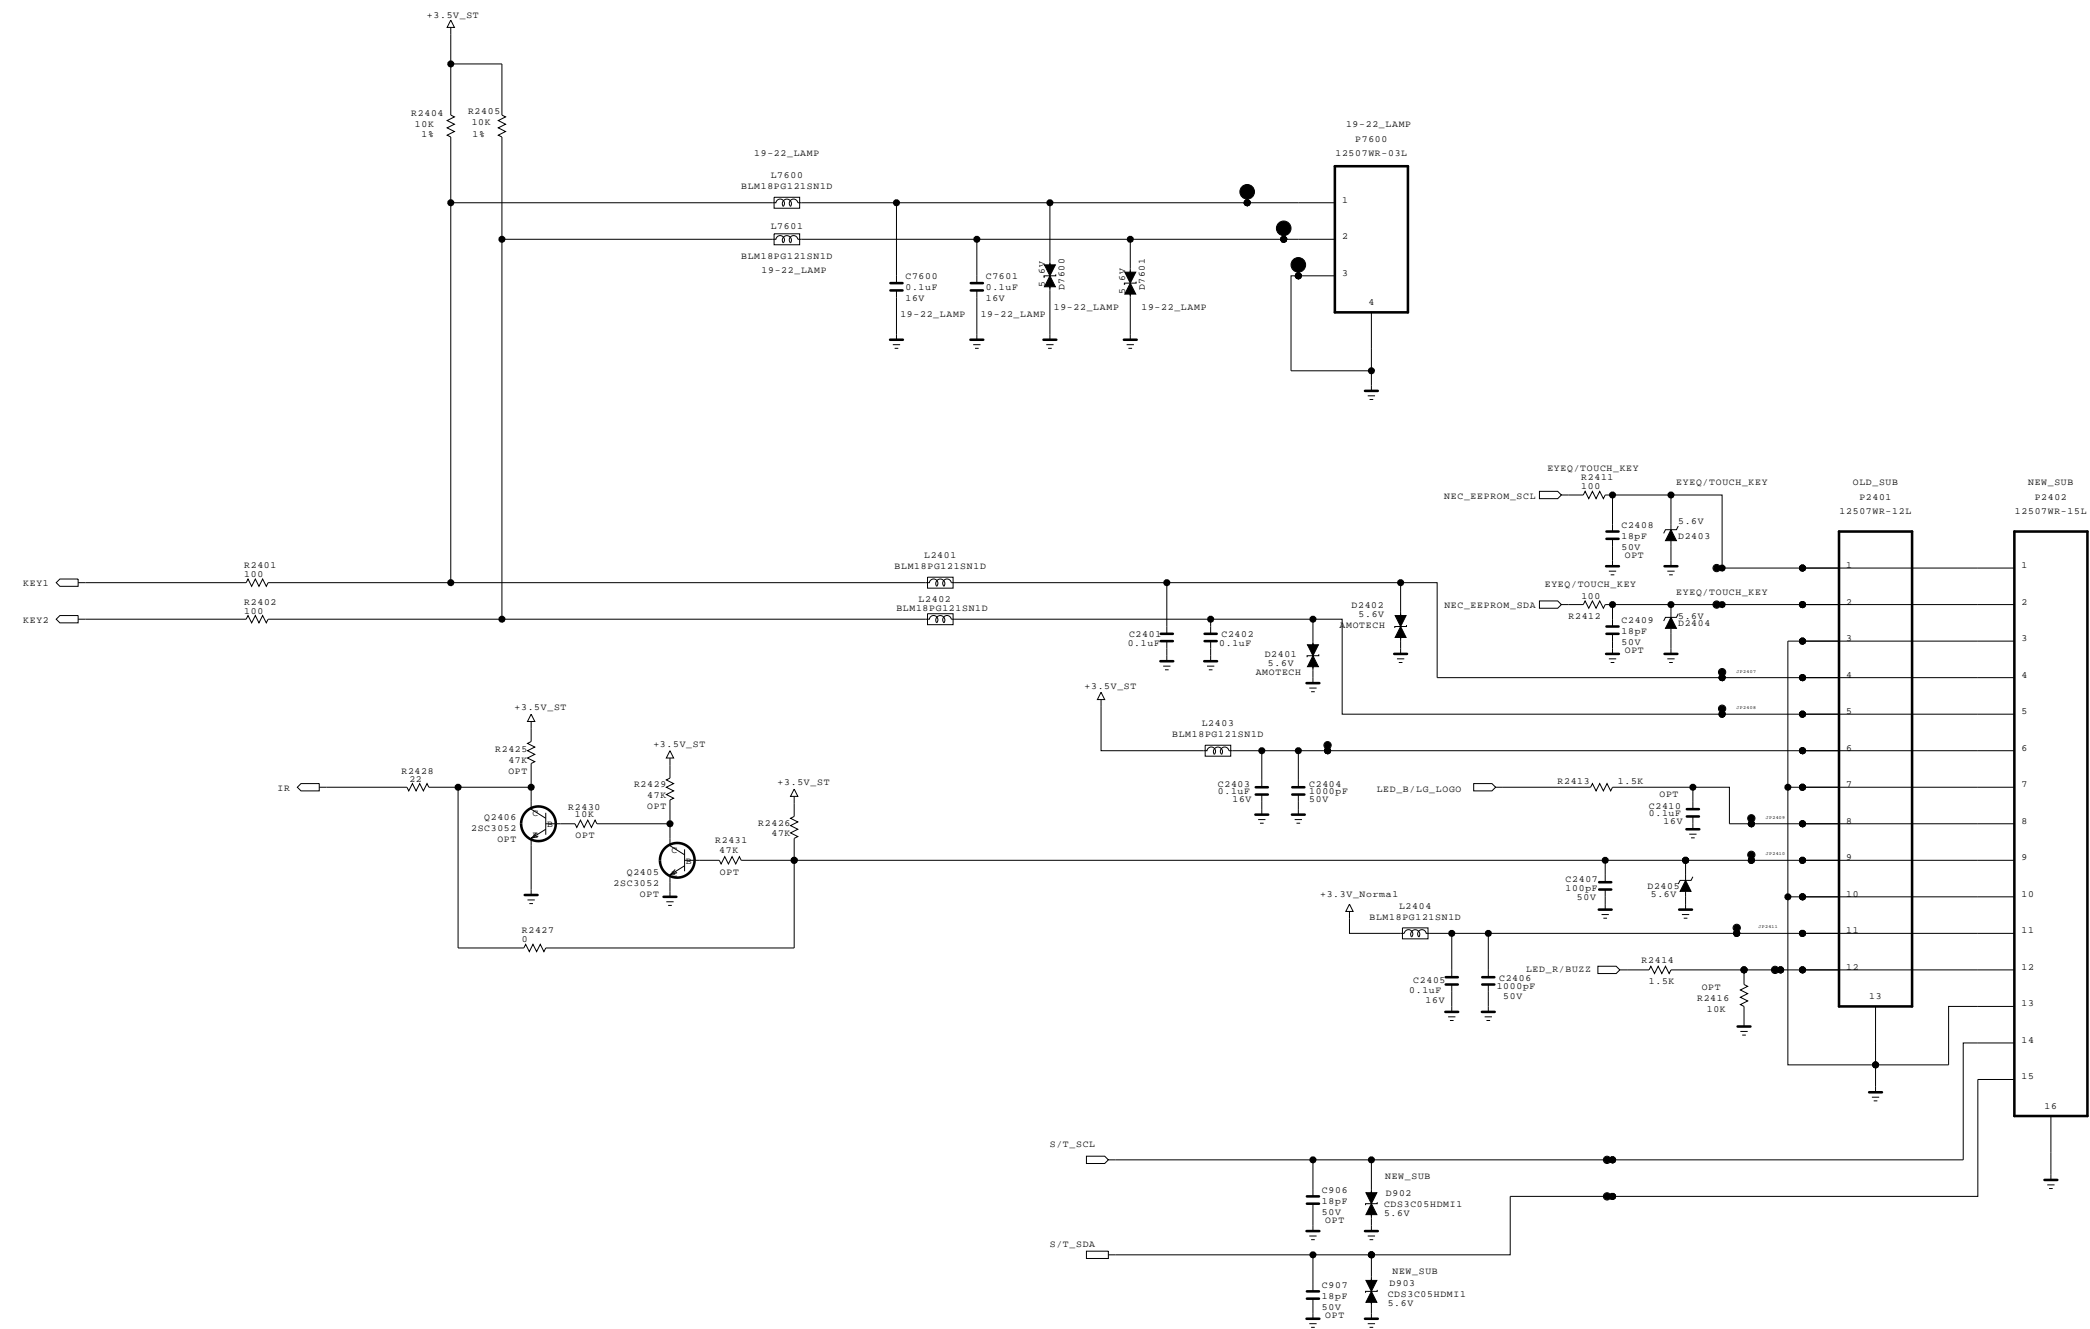 +3.5V_ST
R2404
10K
1%
R2405
10K
1%
19-22_LAMP
P7600
12507WR-03L
19-22_LAMP
L7600
BLM18PG121SN1D
1
L7601
BLM18PG121SN1D
19-22_LAMP
2
3
4
C7600
0.1uF
16V
19-22_LAMP
C7601
0.1uF
16V
19-22_LAMP
5.6V
D7600
19-22_LAMP
5.6V
D7601
19-22_LAMP
EYEQ/TOUCH_KEY
R2411
100
NEC_EEPROM_SCL
EYEQ/TOUCH_KEY
C2408
18pF
50V
OPT
5.6V
D2403
OLD_SUB
P2401
12507WR-12L
NEW_SUB
P2402
12507WR-15L
KEY1
R2401
100
L2401
BLM18PG121SN1D
KEY2
R2402
100
L2402
BLM18PG121SN1D
EYEQ/TOUCH_KEY
100
R2412
NEC_EEPROM_SDA
EYEQ/TOUCH_KEY
C2409
18pF
50V
OPT
5.6V
D2404
C2401
0.1uF
C2402
0.1uF
D2401
5.6V
AMOTECH
D2402
5.6V
AMOTECH
JP2407
JP2408
+3.5V_ST
L2403
BLM18PG121SN1D
C2403
0.1uF
16V
C2404
1000pF
50V
+3.5V_ST
R2425
47K
OPT
+3.5V_ST
R2429
47K
OPT
+3.5V_ST
R2426
47K
IR
R2428
22
Q2406
2SC3052
OPT
C
B
E
R2430
10K
OPT
Q2405
2SC3052
OPT
C
B
E
R2431
47K
OPT
R2427
0
LED_B/LG_LOGO
R2413
1.5K
OPT
C2410
0.1uF
16V
JP2409
JP2410
C2407
100pF
50V
D2405
5.6V
+3.3V_Normal
L2404
BLM18PG121SN1D
JP2411
C2405
0.1uF
16V
C2406
1000pF
50V
LED_R/BUZZ
R2414
1.5K
OPT
R2416
10K
1
2
3
4
5
6
7
8
9
10
11
12
13
1
2
3
4
5
6
7
8
9
10
11
12
13
14
15
16
S/T_SCL
C906
18pF
50V
OPT
NEW_SUB
D902
CDS3C05HDMI1
5.6V
S/T_SDA
C907
18pF
50V
OPT
NEW_SUB
D903
CDS3C05HDMI1
5.6V